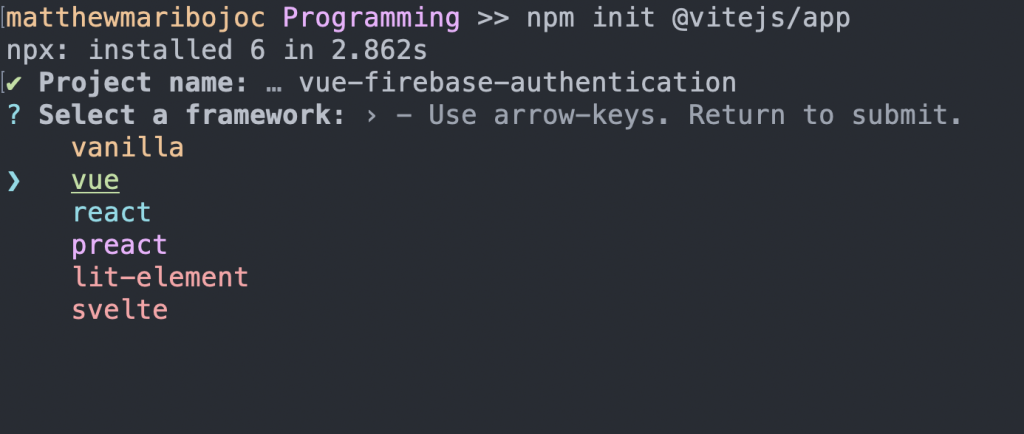 matthewmaribojoc Programming >> npm init @vitejs/app
npx: installed 6 in 2.862s
✔ Project name: … vue-firebase-authentication
? Select a framework: › - Use arrow-keys. Return to submit.
vanilla
❯ vue
react
preact
lit-element
svelte